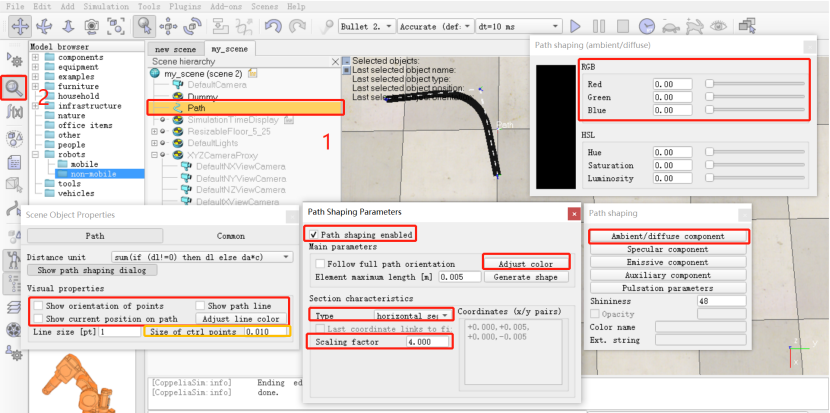 File Edit Add Simulation Tools Plugins Add-ons Scenes Help
Bullet 2. Accurate (def: dt=10 ms
Model browser
components
equipment
examples
furniture
household
infrastructure
nature
office items
other
people
robots
mobile
non-mobile
tools
vehicles
2
new scene my_scene
Scene hierarchy
my_scene (scene 2)
DefaultCamera
Dummy
Path
SimulationTimeDisplay
ResizableFloor_5_25
DefaultLights
XYZCameraProxy
DefaultNXViewCamera
DefaultNYViewCamera
DefaultNZViewCamera
DefaultXViewCamera
1
Selected objects:
Last selected object name:
Last selected object type:
Last selected object position:
Last selected object orientation:
Path
Path shaping (ambient/diffuse)
RGB
Red 0.00
Green 0.00
Blue 0.00
HSL
Hue 0.00
Saturation 0.00
Luminosity 0.00
Scene Object Properties
Path Common
Distance unit sum(if (dl!=0) then dl else da*c)
Show path shaping dialog
Visual properties
Show orientation of points Show path line
Show current position on path Adjust line color
Line size [pt] 1 Size of ctrl points 0.010
Path Shaping Parameters
Path shaping enabled
Main parameters
Follow full path orientation Adjust color
Element maximum length [m] 0.005 Generate shape
Section characteristics
Type horizontal se
Last coordinate links to fi
Scaling factor 4.000
Coordinates (x/y pairs)
+0.000,+0.005,
+0.000,-0.005
Path shaping
Ambient/diffuse component
Specular component
Emissive component
Auxiliary component
Pulsation parameters
Shininess 48
Opacity
Color name
Ext. string
z
x
[CoppeliaSim:info] Ending ed
[CoppeliaSim:info] done.